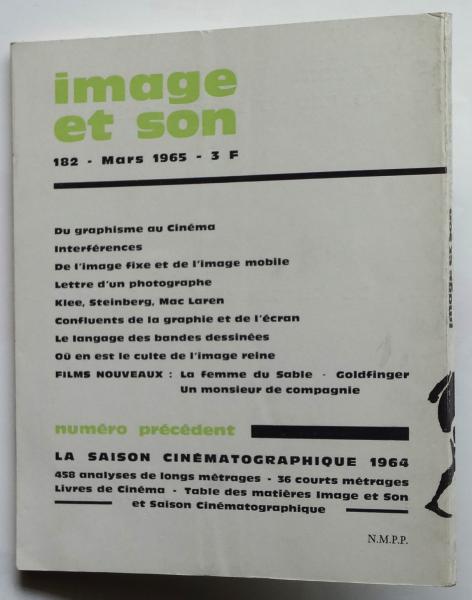 image
et son
182 - Mars 1965 - 3 F
Du graphisme au Cinéma
Interférences
De l'image fixe et de l'image mobile
Lettre d'un photographe
Klee, Steinberg, Mac Laren
Confluents de la graphie et de l'écran
Le langage des bandes dessinées
Où en est le culte de l'image reine
FILMS NOUVEAUX : La femme du Sable - Goldfinger
Un monsieur de compagnie
numéro précédent
LA SAISON CINÉMATOGRAPHIQUE 1964
458 analyses de longs métrages - 36 courts métrages
Livres de Cinéma - Table des matières Image et Son
et Saison Cinématographique
N.M.P.P.
image et son